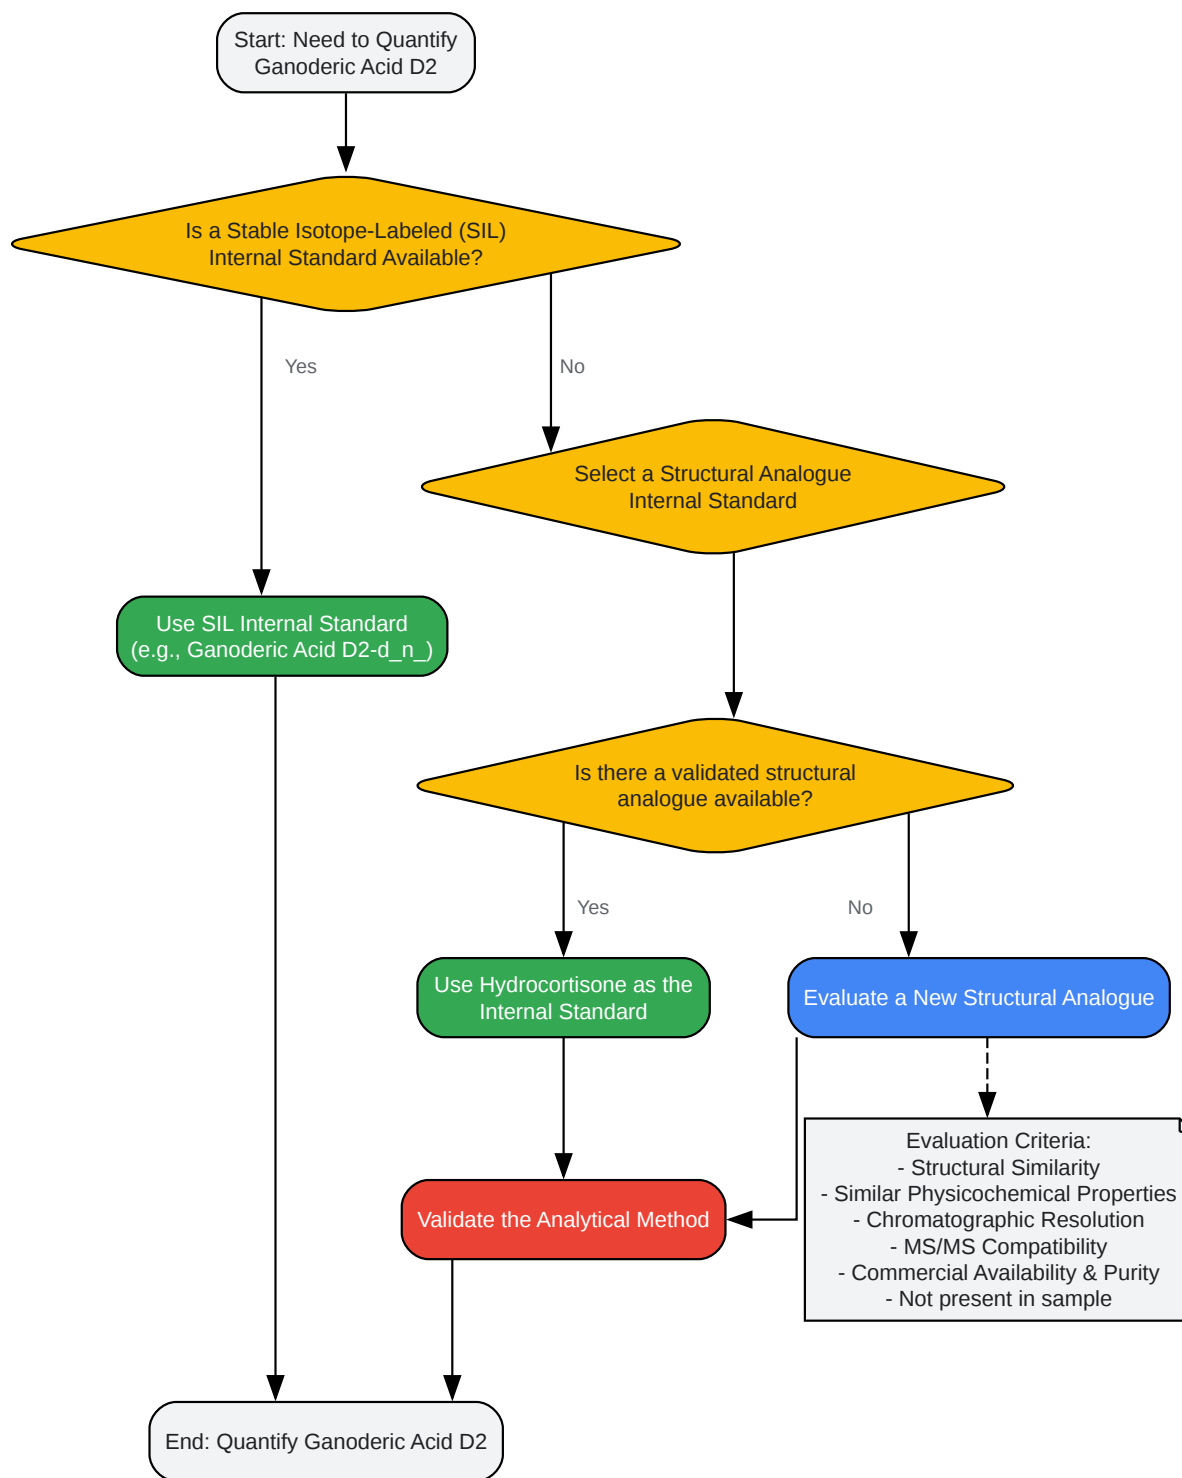 Start: Need to Quantify
Ganoderic Acid D2
Is a Stable Isotope-Labeled (SIL)
Internal Standard Available?
Yes
No
Select a Structural Analogue
Internal Standard
Use SIL Internal Standard
(e.g., Ganoderic Acid D2-d_n_)
Is there a validated structural
analogue available?
Yes
No
Use Hydrocortisone as the
Internal Standard
Evaluate a New Structural Analogue
Evaluation Criteria:
- Structural Similarity
- Similar Physicochemical Properties
- Chromatographic Resolution
- MS/MS Compatibility
- Commercial Availability & Purity
- Not present in sample
Validate the Analytical Method
End: Quantify Ganoderic Acid D2